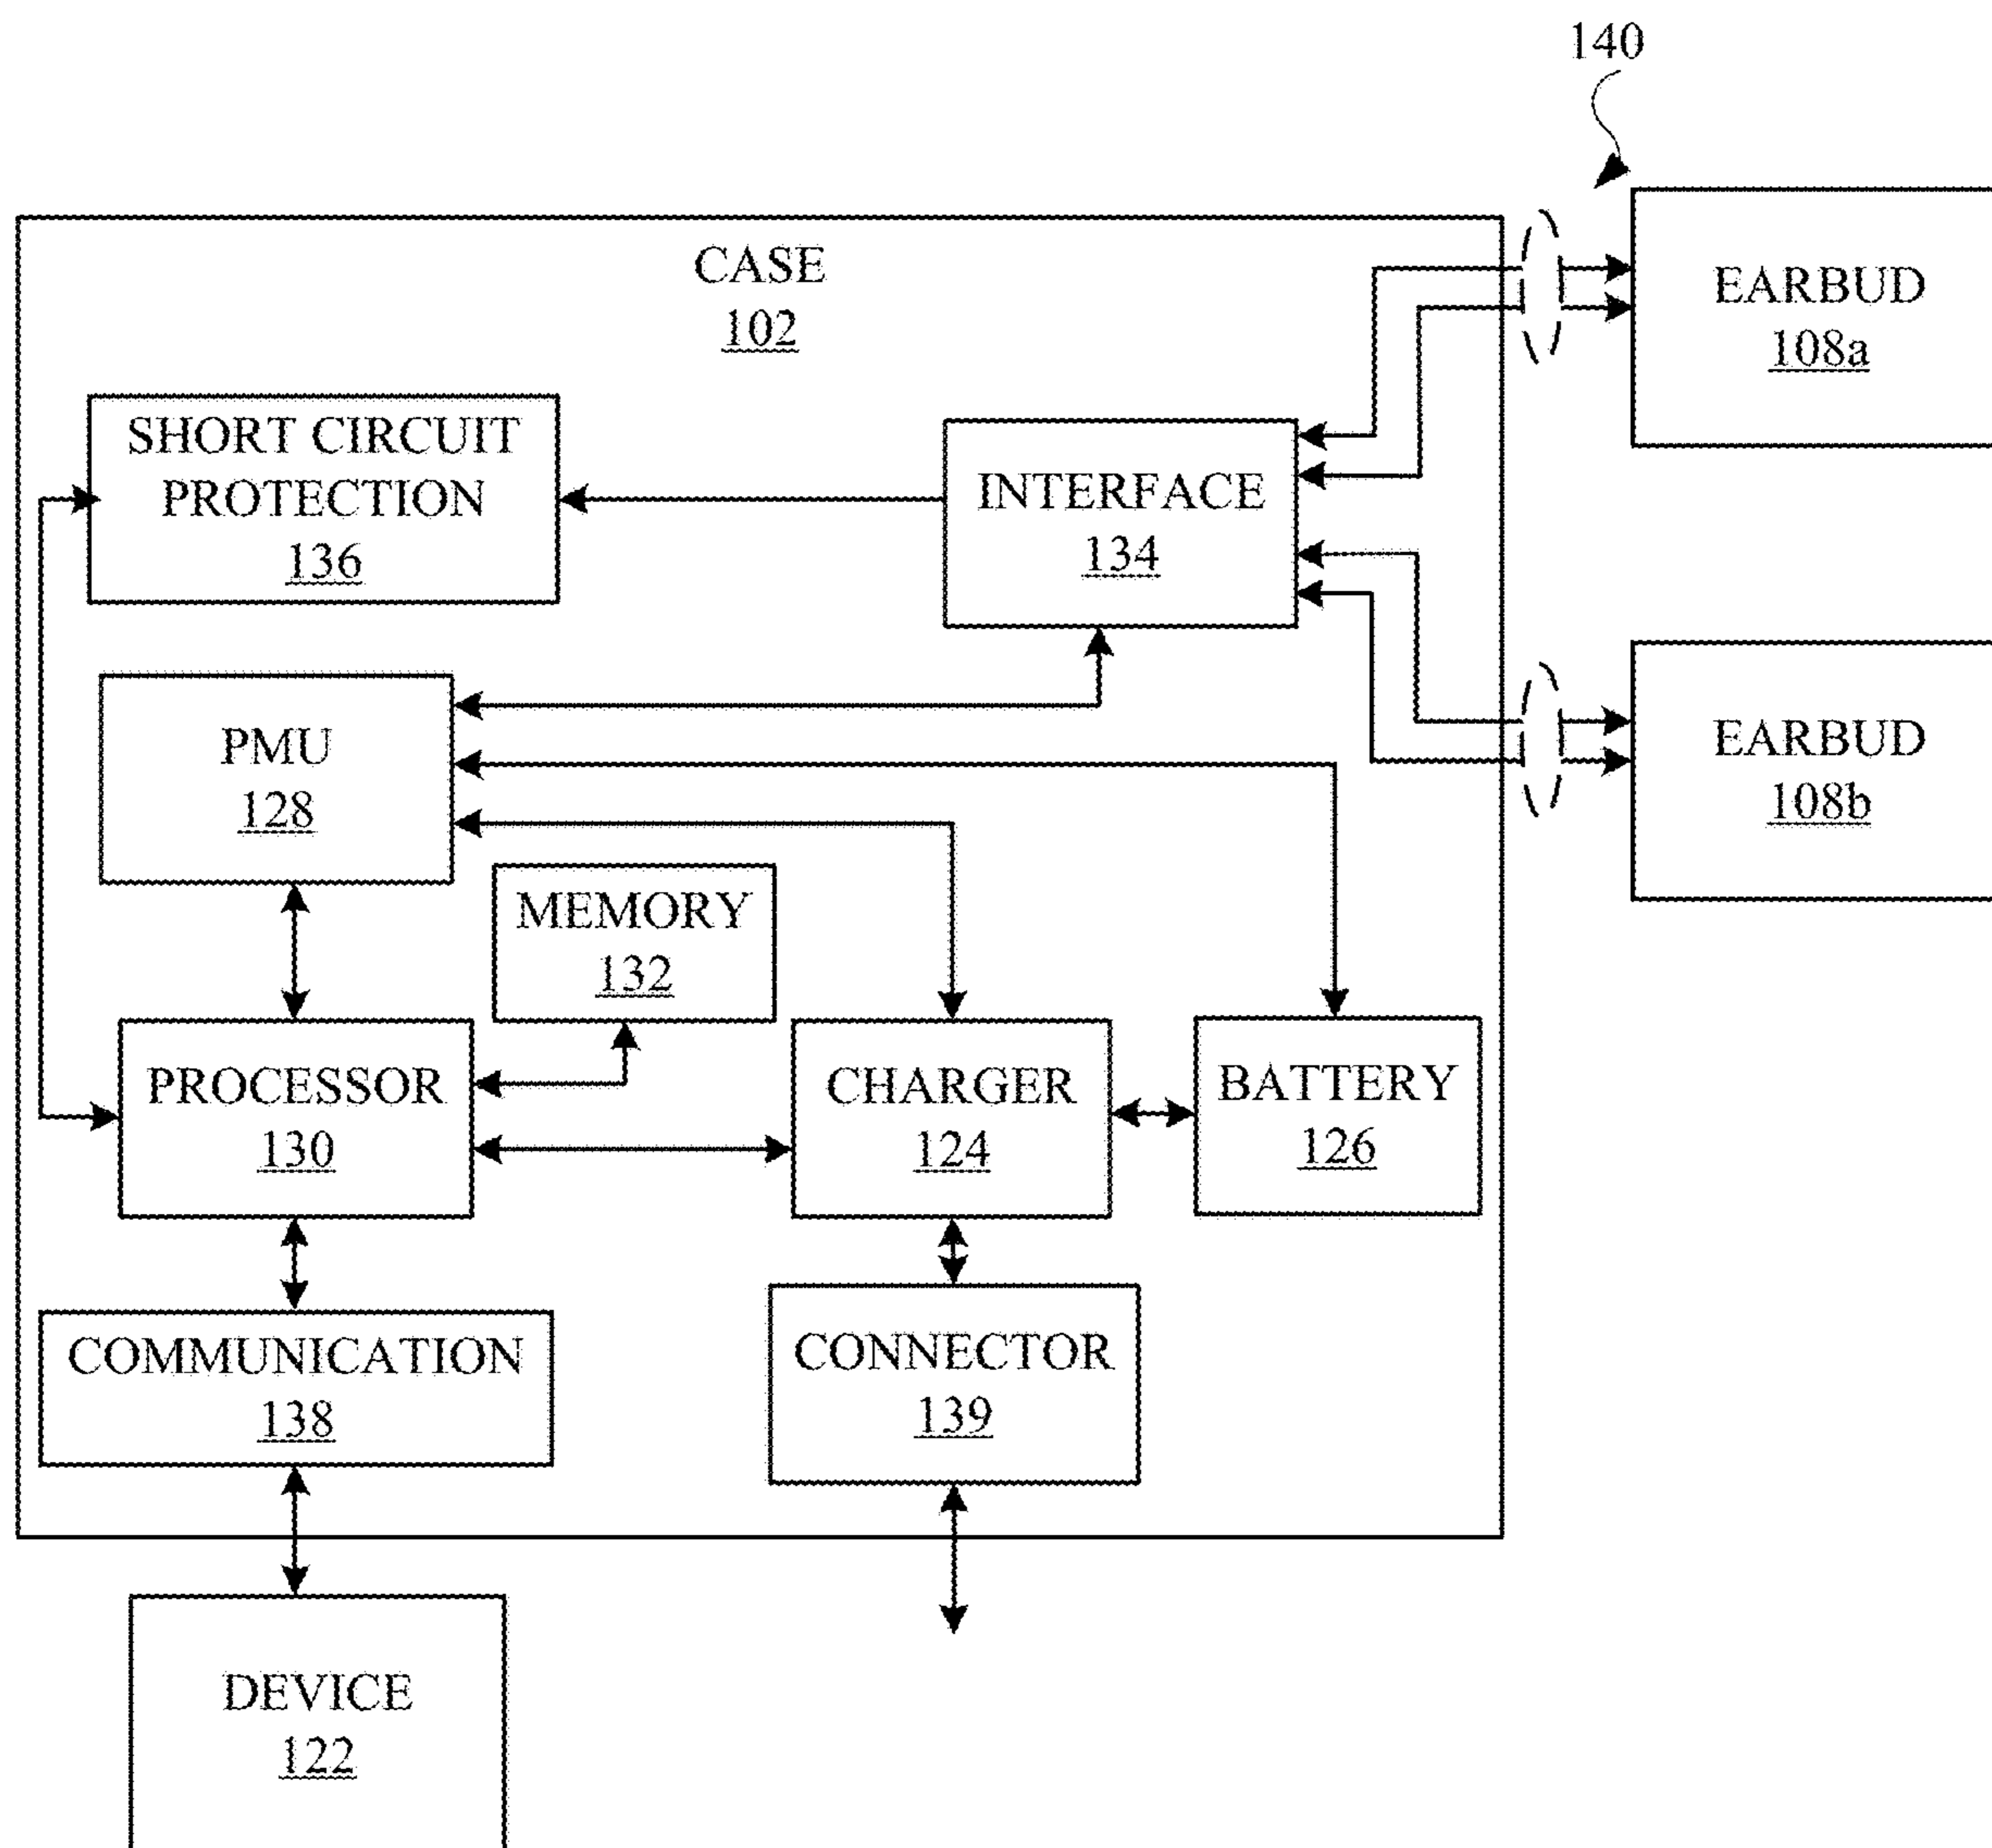 140
CASE
102
EARBUD
108a
SHORT CIRCUIT
PROTECTION
136
INTERFACE
134
PMU
128
EARBUD
108b
MEMORY
132
PROCESSOR
130
CHARGER
124
BATTERY
126
COMMUNICATION
138
CONNECTOR
139
DEVICE
122